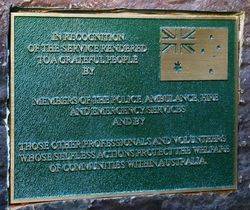 IN RECOGNITION
OF THE SERVICE RENDERED
TO A GRATEFUL PEOPLE
BY
MEMBERS OF THE POLICE, AMBULANCE, FIRE
AND EMERGENCY SERVICES
AND BY
THOSE OTHER PROFESSIONALS AND VOLUNTEERS
WHOSE SELFLESS ACTIONS PROTECT THE WELFARE
OF COMMUNITIES WITHIN AUSTRALIA